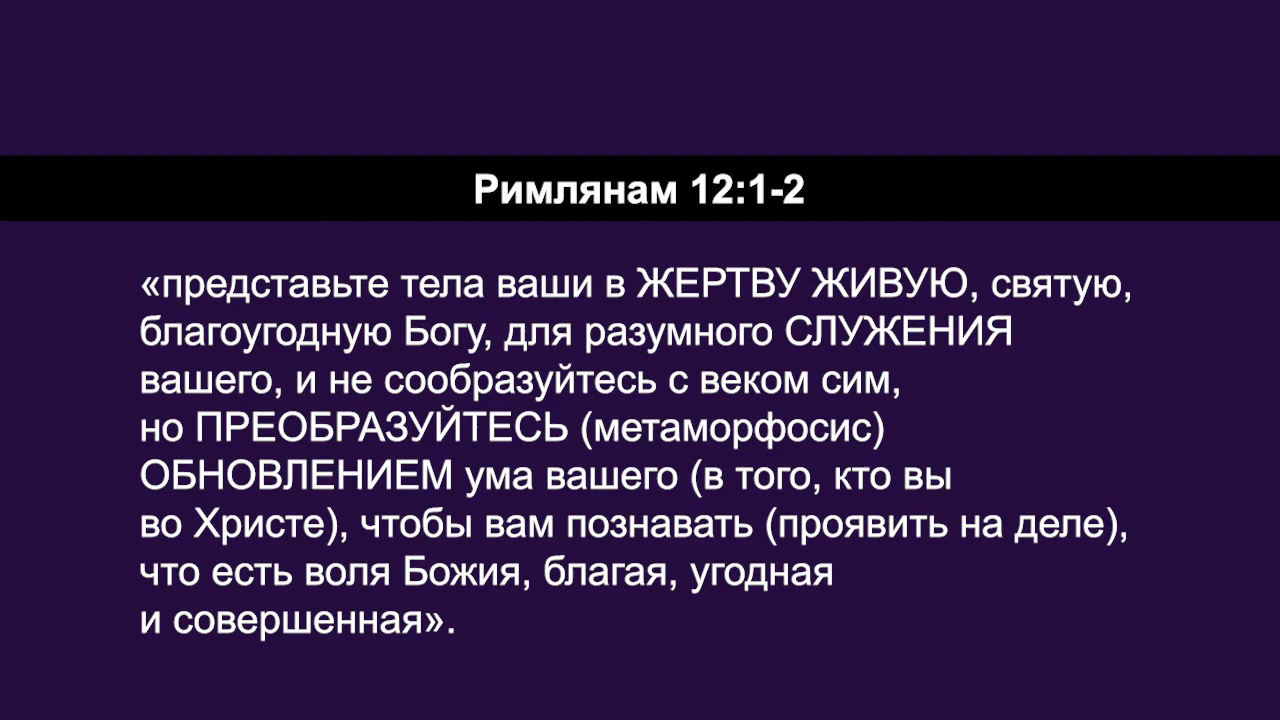 Римлянам 12:1-2
«представьте тела ваши в ЖЕРТВУ ЖИВУЮ, святую,
благоугодную Богу, для разумного СЛУЖЕНИЯ
вашего, и не сообразуйтесь с веком сим,
но ПРЕОБРАЗУЙТЕСЬ (метаморфосис)
ОБНОВЛЕНИЕМ ума вашего (в того, кто вы
во Христе), чтобы вам познавать (проявить на деле),
что есть воля Божия, благая, угодная
и совершенная».